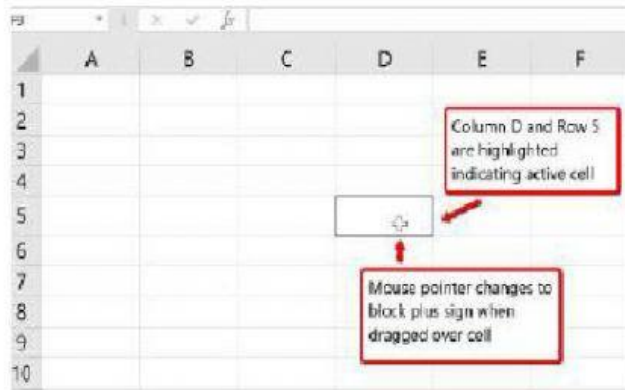 A B C D E F
1
2
3
4
5
6
7
8
9
10
Column D and Row 5
are highlighted
indicating active cell
Mouse pointer changes to
block plus sign when
dragged over cell